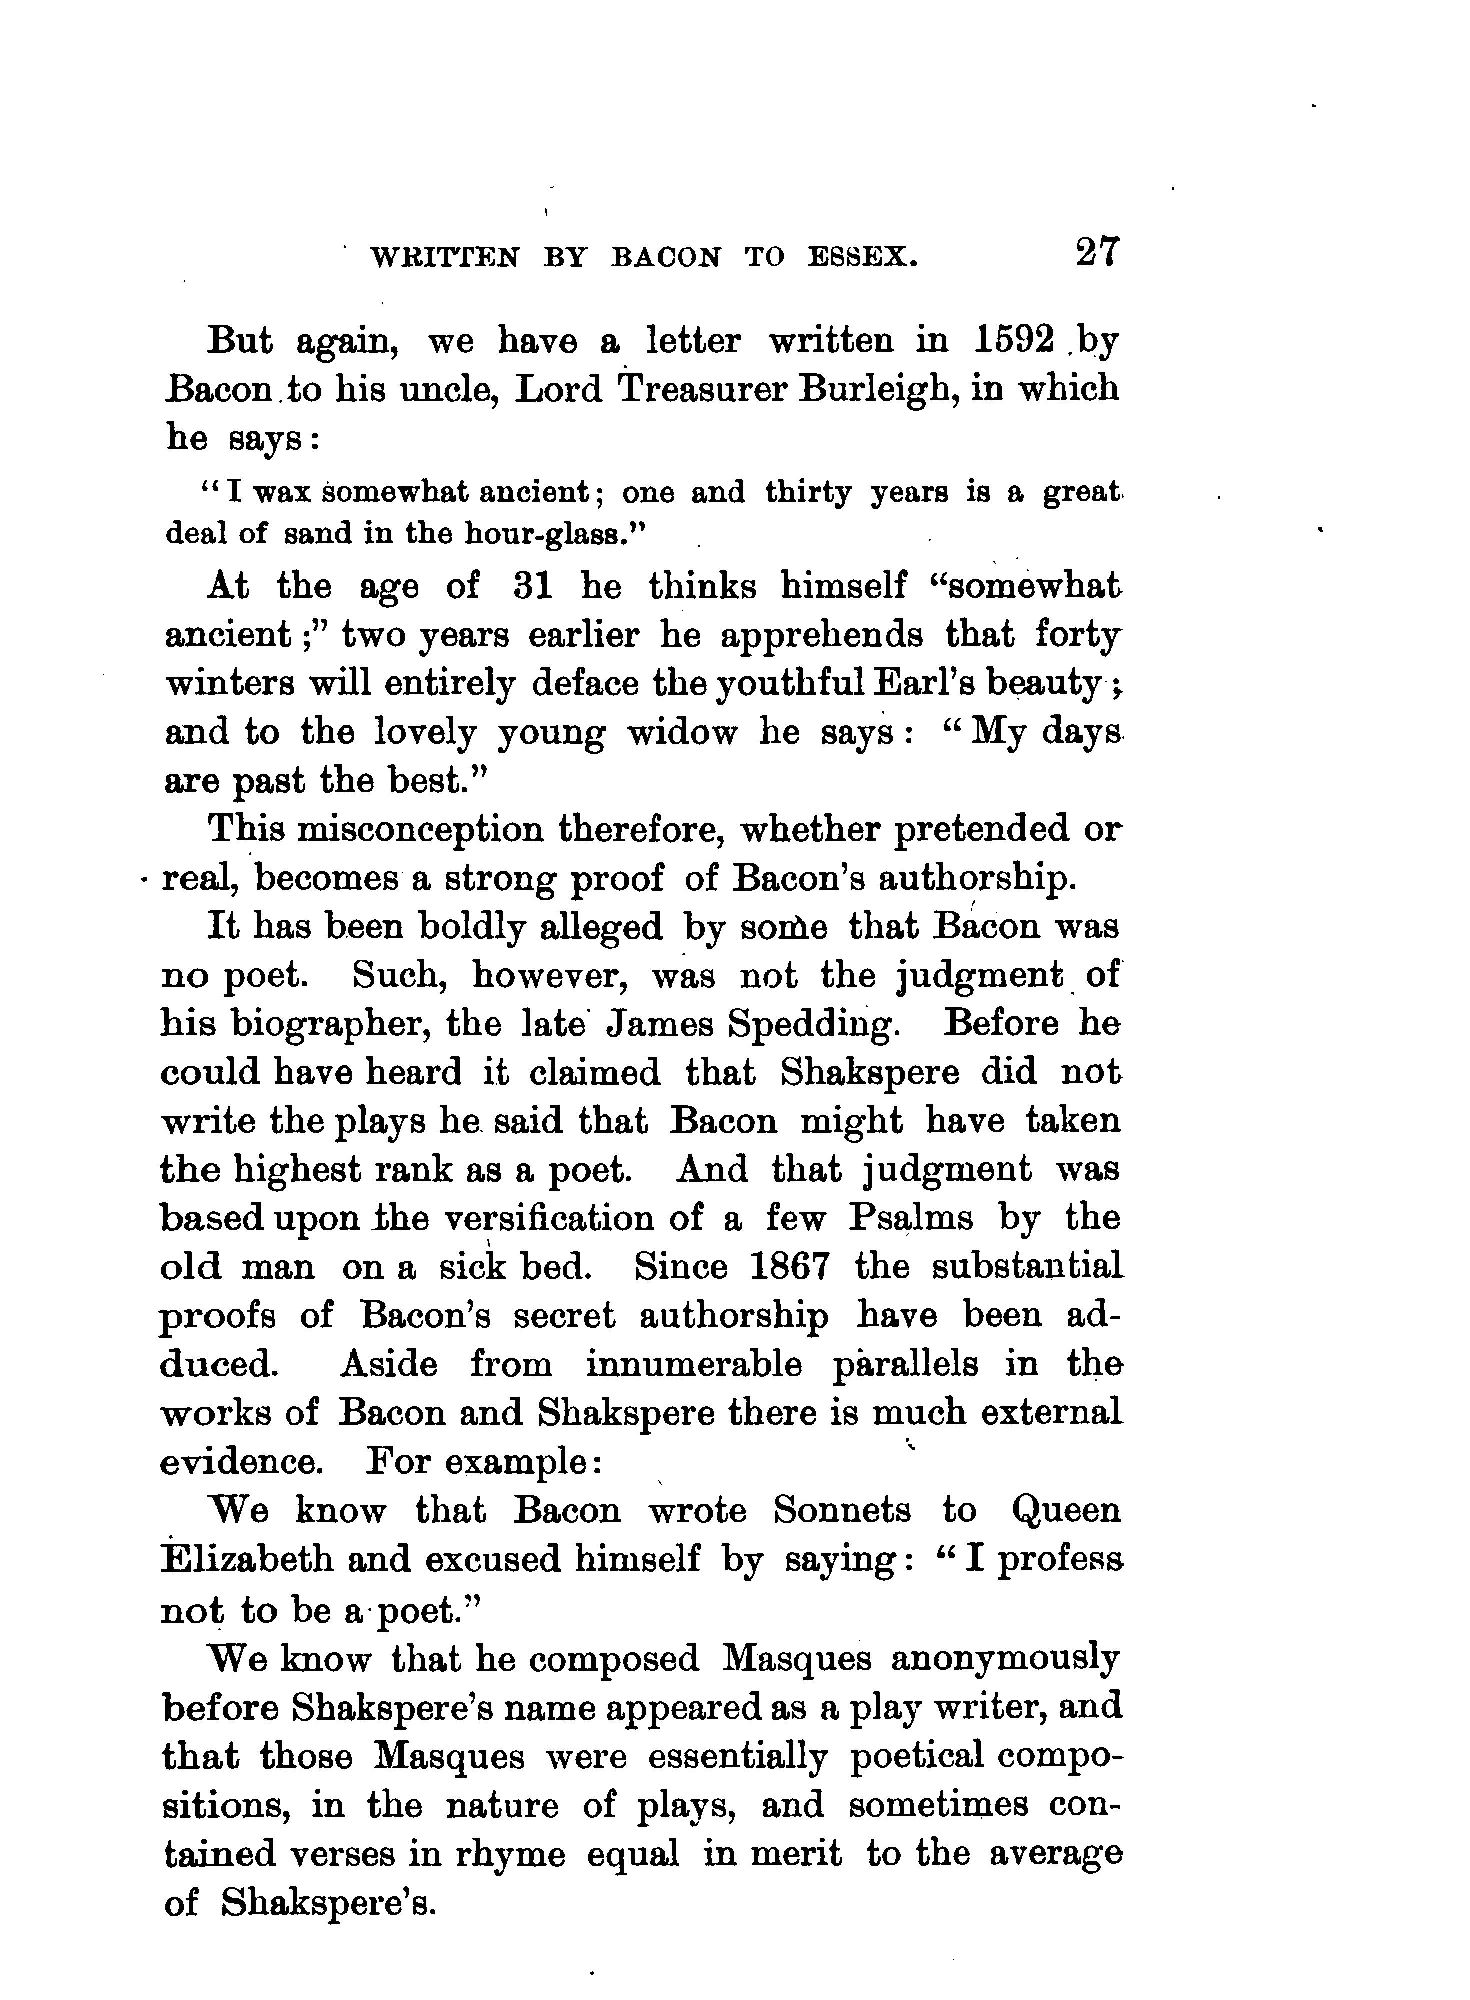 WRITTEN BY BACON TO ESSEX. 27
But again, we have a letter written in 1592 by
Bacon to his uncle, Lord Treasurer Burleigh, in which
he says:
"I wax somewhat ancient; one and thirty years is a great
deal of sand in the hour-glass."
At the age of 31 he thinks himself "somewhat
ancient;" two years earlier he apprehends that forty
winters will entirely deface the youthful Earl's beauty;
and to the lovely young widow he says: "My days
are past the best."
This misconception therefore, whether pretended or
real, becomes a strong proof of Bacon's authorship.
It has been boldly alleged by some that Bacon was
no poet. Such, however, was not the judgment of
his biographer, the late James Spedding. Before he
could have heard it claimed that Shakspere did not
write the plays he said that Bacon might have taken
the highest rank as a poet. And that judgment was
based upon the versification of a few Psalms by the
old man on a sick bed. Since 1867 the substantial
proofs of Bacon's secret authorship have been ad-
duced. Aside from innumerable parallels in the
works of Bacon and Shakspere there is much external
evidence. For example:
We know that Bacon wrote Sonnets to Queen
Elizabeth and excused himself by saying: "I profess
not to be a poet."
We know that he composed Masques anonymously
before Shakspere's name appeared as a play writer, and
that those Masques were essentially poetical compo-
sitions, in the nature of plays, and sometimes con-
tained verses in rhyme equal in merit to the average
of Shakspere's.